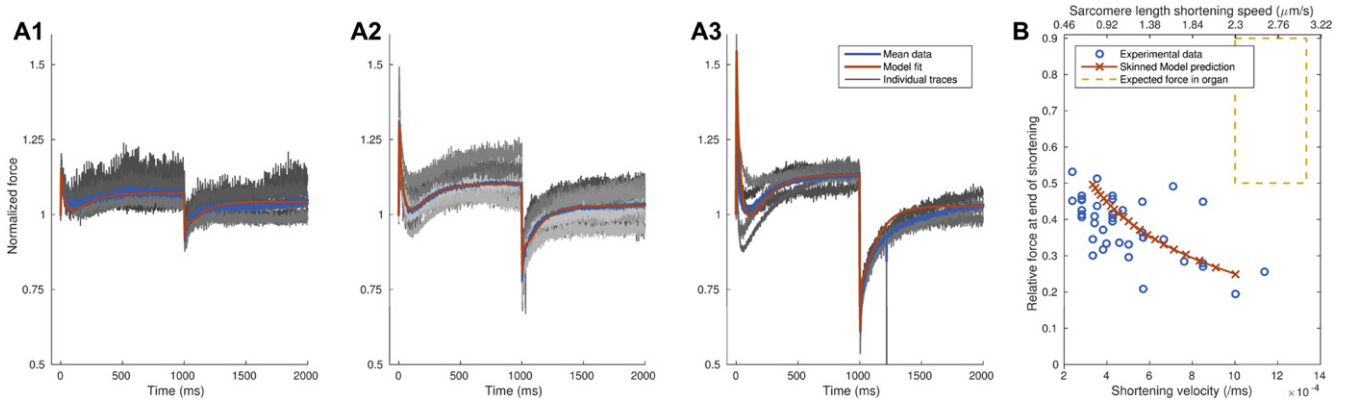 A1
Normalized force
1.5
1.25
1
0.75
0.5
0
500
1000
1500
2000
Time (ms)
A2
1.5
1.25
1
0.75
0.5
0
500
1000
1500
2000
Time (ms)
A3
1.5
1.25
1
0.75
0.5
0
500
1000
1500
2000
Time (ms)
Mean data
Model fit
Individual traces
B
Sarcomere length shortening speed (μm/s)
0.46 0.92 1.38 1.84 2.3 2.76 3.22
Relative force at end of shortening
0.9
0.8
0.7
0.6
0.5
0.4
0.3
0.2
0.1
0
Experimental data
Skinned Model prediction
Expected force in organ
2 4 6 8 10 12 14
Shortening velocity (/ms) ×10⁻⁴